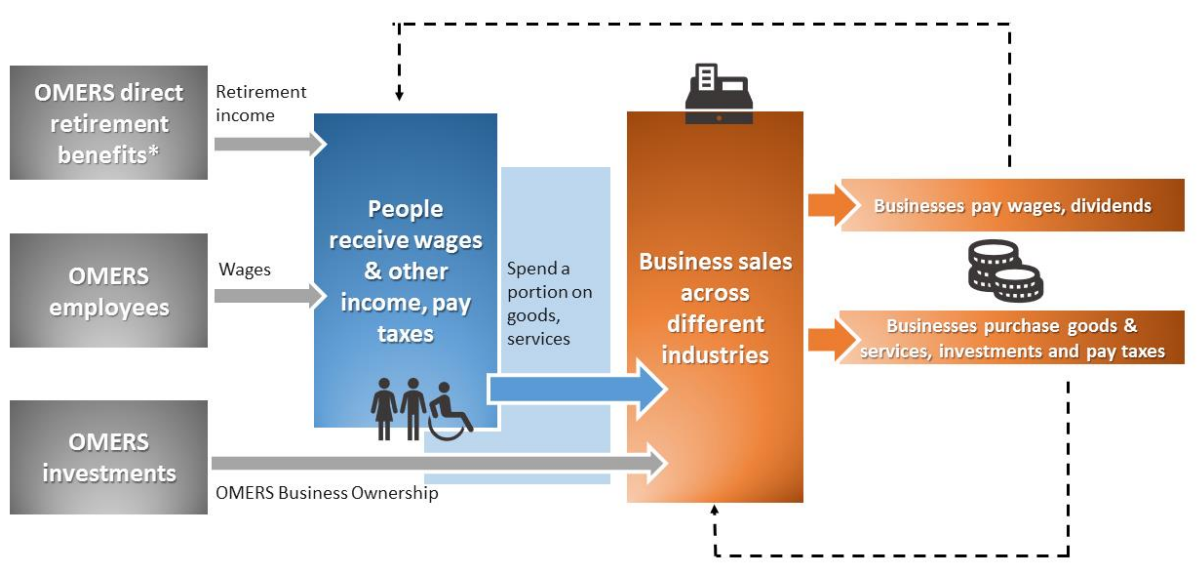 OMERS direct
retirement
benefits*
Retirement
income
OMERS
employees
Wages
OMERS
investments
OMERS Business Ownership
People
receive wages
& other
income, pay
taxes
Spend a
portion on
goods,
services
Business sales
across
different
industries
Businesses pay wages, dividends
Businesses purchase goods &
services, investments and pay taxes